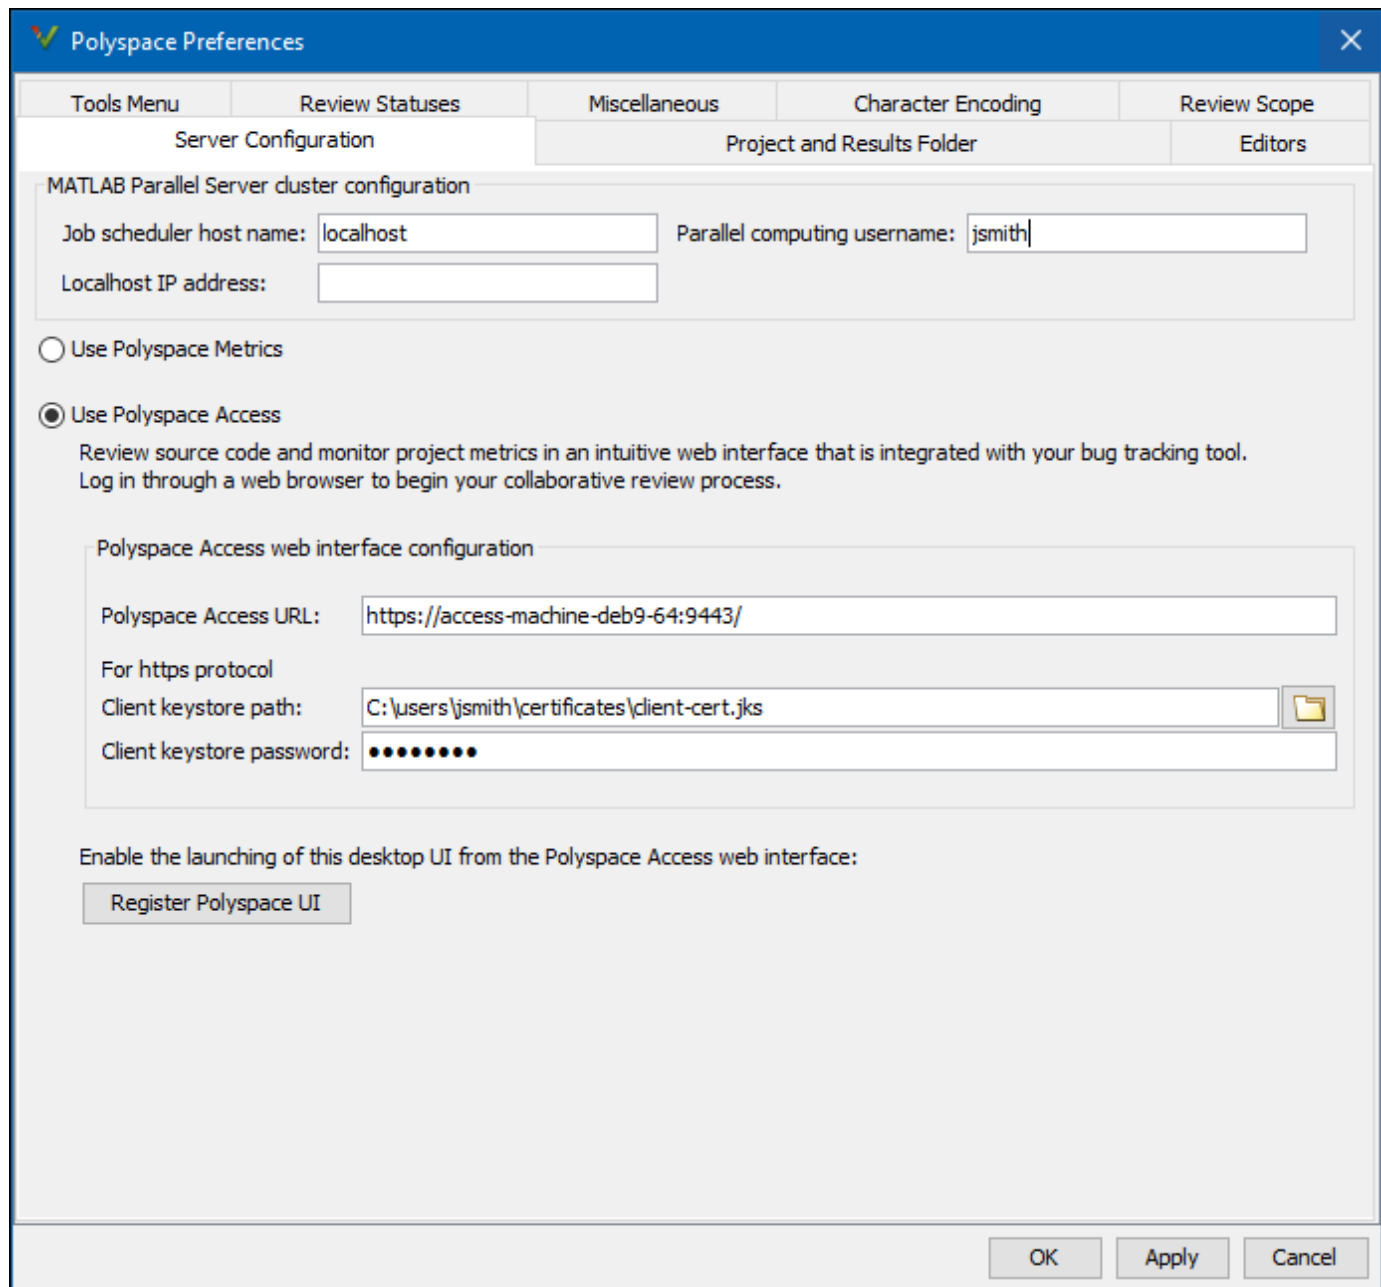 Polyspace Preferences
Tools Menu Review Statuses Miscellaneous Character Encoding Review Scope
Server Configuration Project and Results Folder Editors
MATLAB Parallel Server cluster configuration
Job scheduler host name: localhost Parallel computing username: jsmith
Localhost IP address:
Use Polyspace Metrics
Use Polyspace Access
Review source code and monitor project metrics in an intuitive web interface that is integrated with your bug tracking tool.
Log in through a web browser to begin your collaborative review process.
Polyspace Access web interface configuration
Polyspace Access URL: https://access-machine-deb9-64:9443/
For https protocol
Client keystore path: C:\users\jsmith\certificates\client-cert.jks
Client keystore password: ●●●●●●●●
Enable the launching of this desktop UI from the Polyspace Access web interface:
Register Polyspace UI
OK Apply Cancel